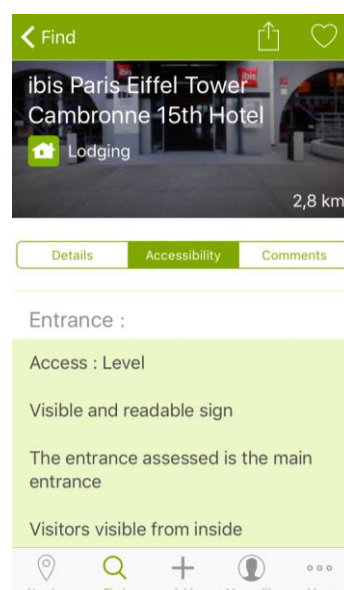 Find
ibis Paris Eiffel Tower
Cambronne 15th Hotel
Lodging
2,8 km
Details Accessibility Comments
Entrance :
Access : Level
Visible and readable sign
The entrance assessed is the main
entrance
Visitors visible from inside